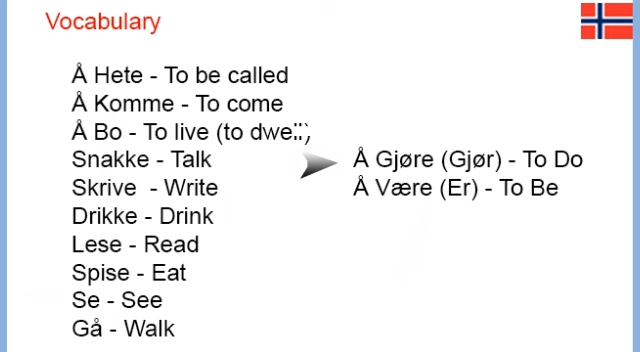 Vocabulary
Å Hete - To be called
Å Komme - To come
Å Bo - To live (to dwell)
Snakke - Talk
Skrive - Write
Drikke - Drink
Lese - Read
Spise - Eat
Se - See
Gå - Walk
Å Gjøre (Gjør) - To Do
Å Være (Er) - To Be